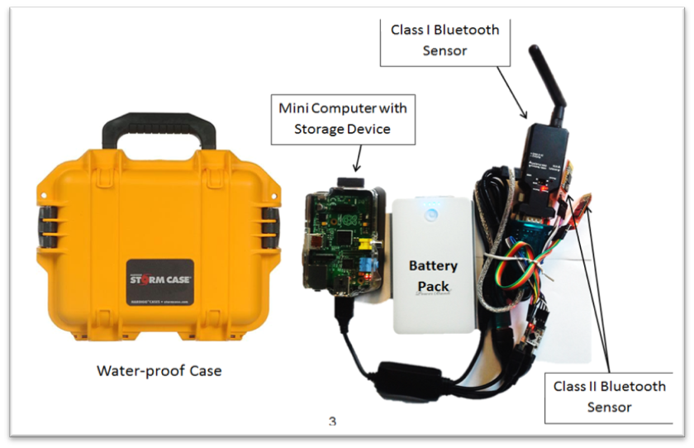 Class I Bluetooth
Sensor
Mini Computer with
Storage Device
Battery
Pack
STORM CASE
Water-proof Case
Class II Bluetooth
Sensor
3